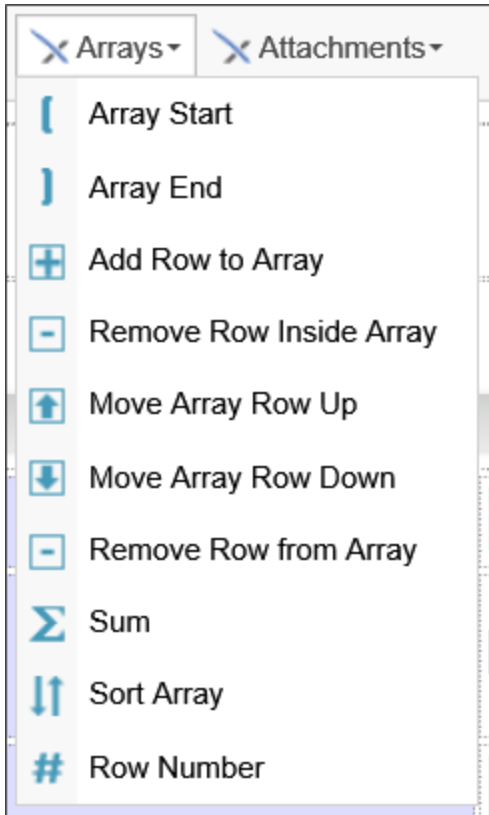 Arrays Attachments
Array Start
Array End
Add Row to Array
Remove Row Inside Array
Move Array Row Up
Move Array Row Down
Remove Row from Array
Sum
Sort Array
Row Number